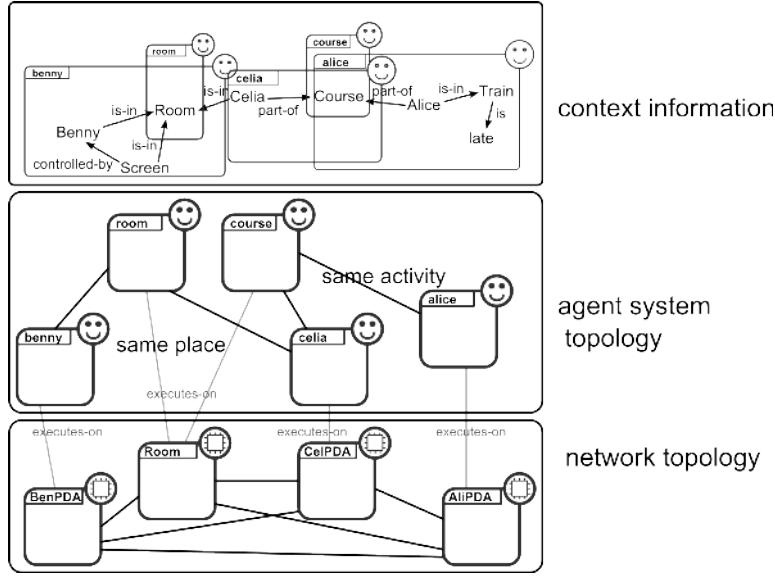 room
course
benny
celia
alice
is-in
Celia
part-of
Course
part-of
is-in
Train
is-in
Room
Alice
is
Benny
is-in
late
controlled-by
Screen
context information
room
course
same activity
alice
benny
same place
celia
agent system
topology
executes-on
executes-on
executes-on
executes-on
Room
CelPDA
network topology
BenPDA
AliPDA